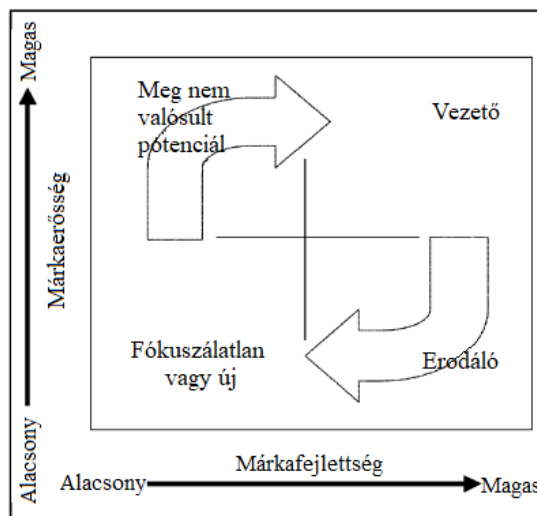 Magas
Márkaerősség
Alacsony
Meg nem
valósult
potenciál
Vezető
Fókuszálatlan
vagy új
Erodáló
Márkafejlettség
Alacsony
Magas